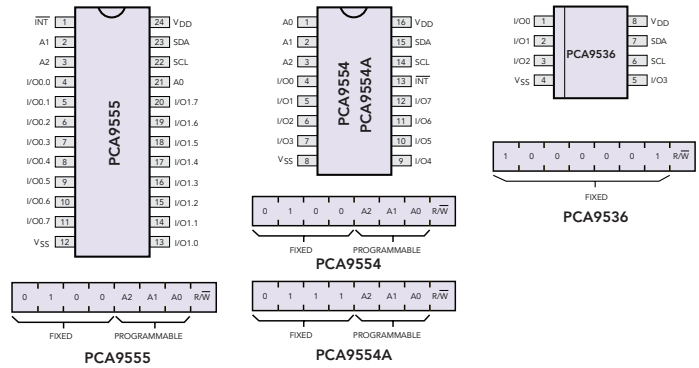 INT 1 PCA9555 24 VDD
A1 2 23 SDA
A2 3 22 SCL
I/O0.0 4 21 A0
I/O0.1 5 20 I/O1.7
I/O0.2 6 19 I/O1.6
I/O0.3 7 18 I/O1.5
I/O0.4 8 17 I/O1.4
I/O0.5 9 16 I/O1.3
I/O0.6 10 15 I/O1.2
I/O0.7 11 14 I/O1.1
VSS 12 13 I/O1.0
0 1 0 0 A2 A1 A0 R/W
FIXED PROGRAMMABLE
PCA9555
A0 1 PCA9554 PCA9554A 16 VDD
A1 2 15 SDA
A2 3 14 SCL
I/O0 4 13 INT
I/O1 5 12 I/O7
I/O2 6 11 I/O6
I/O3 7 10 I/O5
VSS 8 9 I/O4
0 1 0 0 A2 A1 A0 R/W
FIXED PROGRAMMABLE
PCA9554
0 1 1 1 A2 A1 A0 R/W
FIXED PROGRAMMABLE
PCA9554A
I/O0 1 PCA9536 8 VDD
I/O1 2 7 SDA
I/O2 3 6 SCL
VSS 4 5 I/O3
1 0 0 0 0 0 1 R/W
FIXED
PCA9536